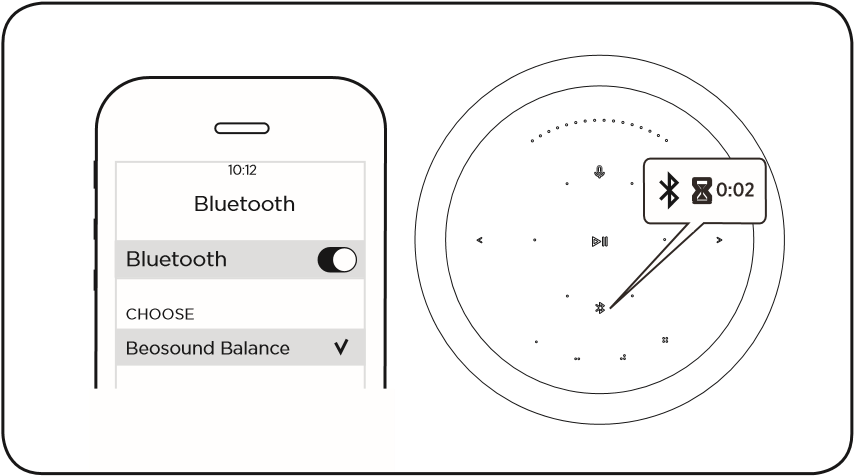 10:12
Bluetooth
Bluetooth
CHOOSE
Beosound Balance
0:02